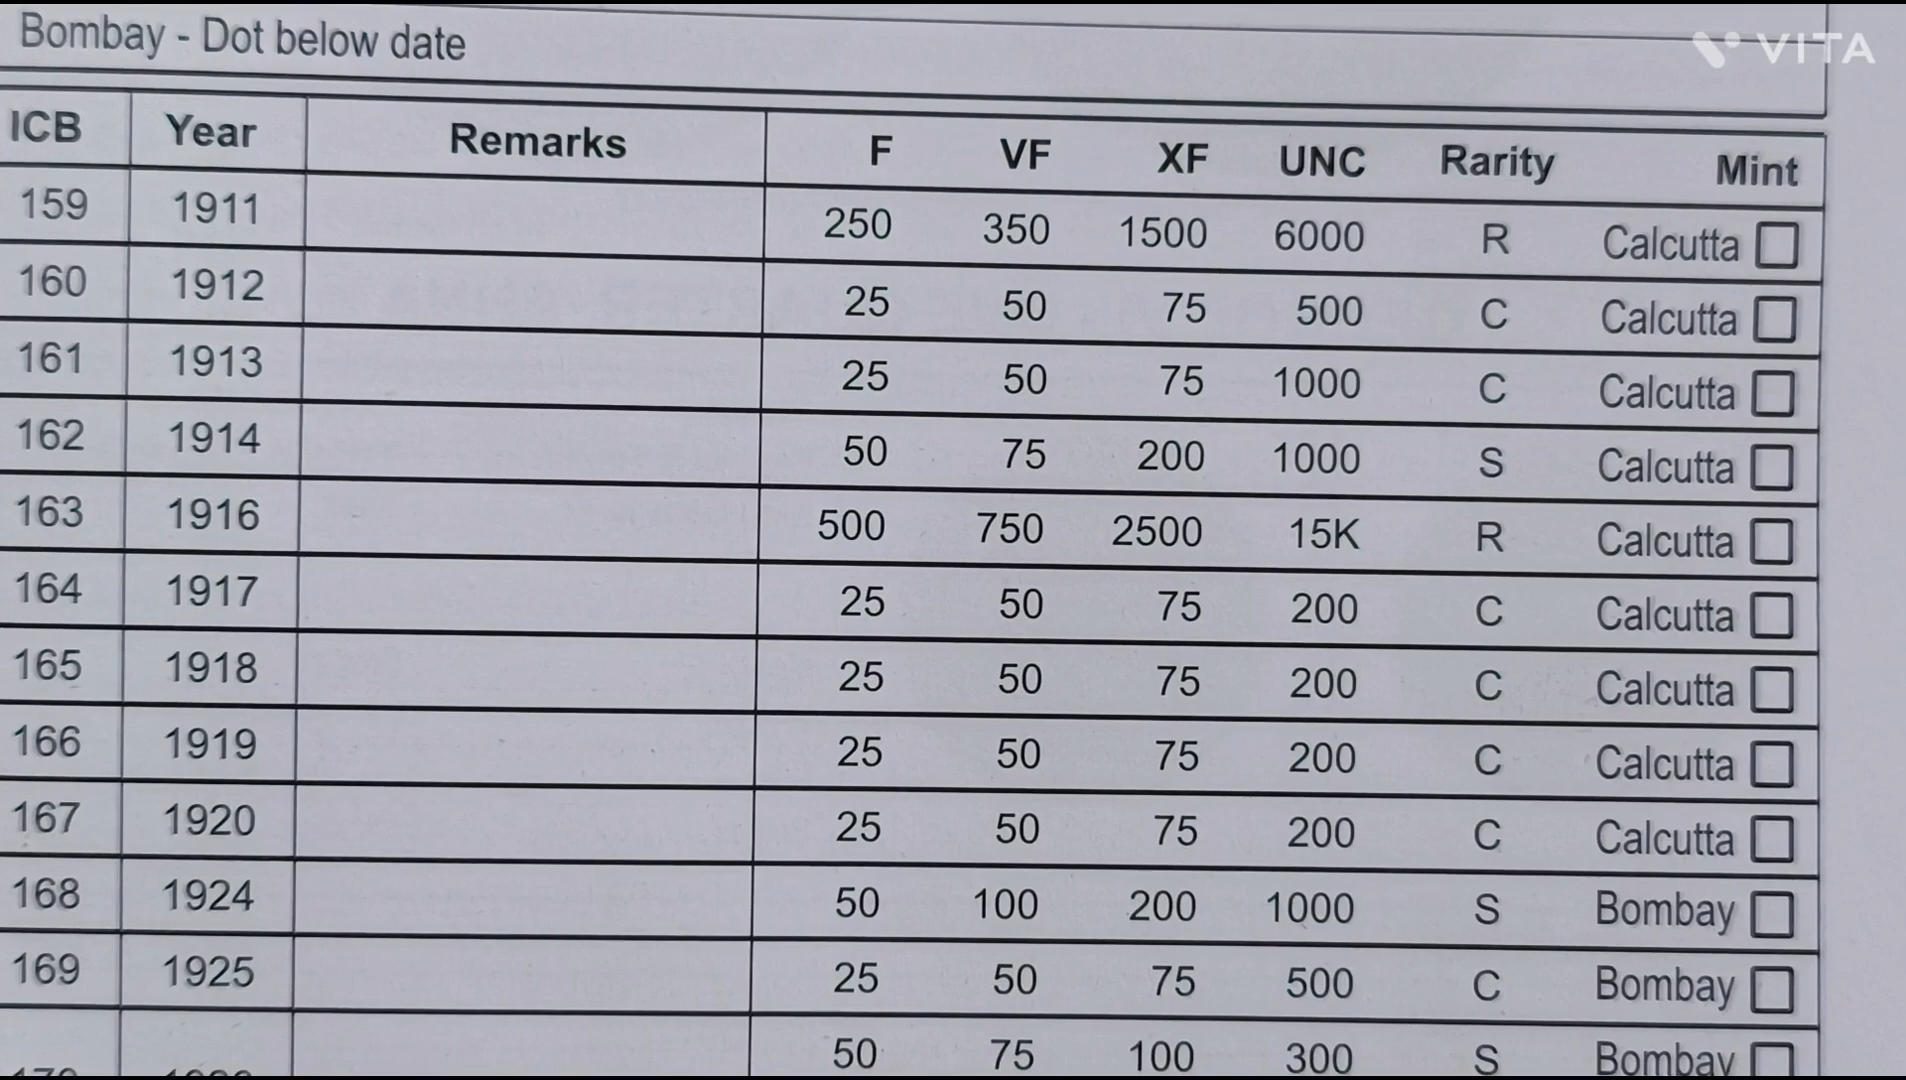 Bombay - Dot below date
VITA
ICB Year Remarks F VF XF UNC Rarity Mint
159 1911 250 350 1500 6000 R Calcutta
160 1912 25 50 75 500 C Calcutta
161 1913 25 50 75 1000 C Calcutta
162 1914 50 75 200 1000 S Calcutta
163 1916 500 750 2500 15K R Calcutta
164 1917 25 50 75 200 C Calcutta
165 1918 25 50 75 200 C Calcutta
166 1919 25 50 75 200 C Calcutta
167 1920 25 50 75 200 C Calcutta
168 1924 50 100 200 1000 S Bombay
169 1925 25 50 75 500 C Bombay
50 75 100 300 S Bombay